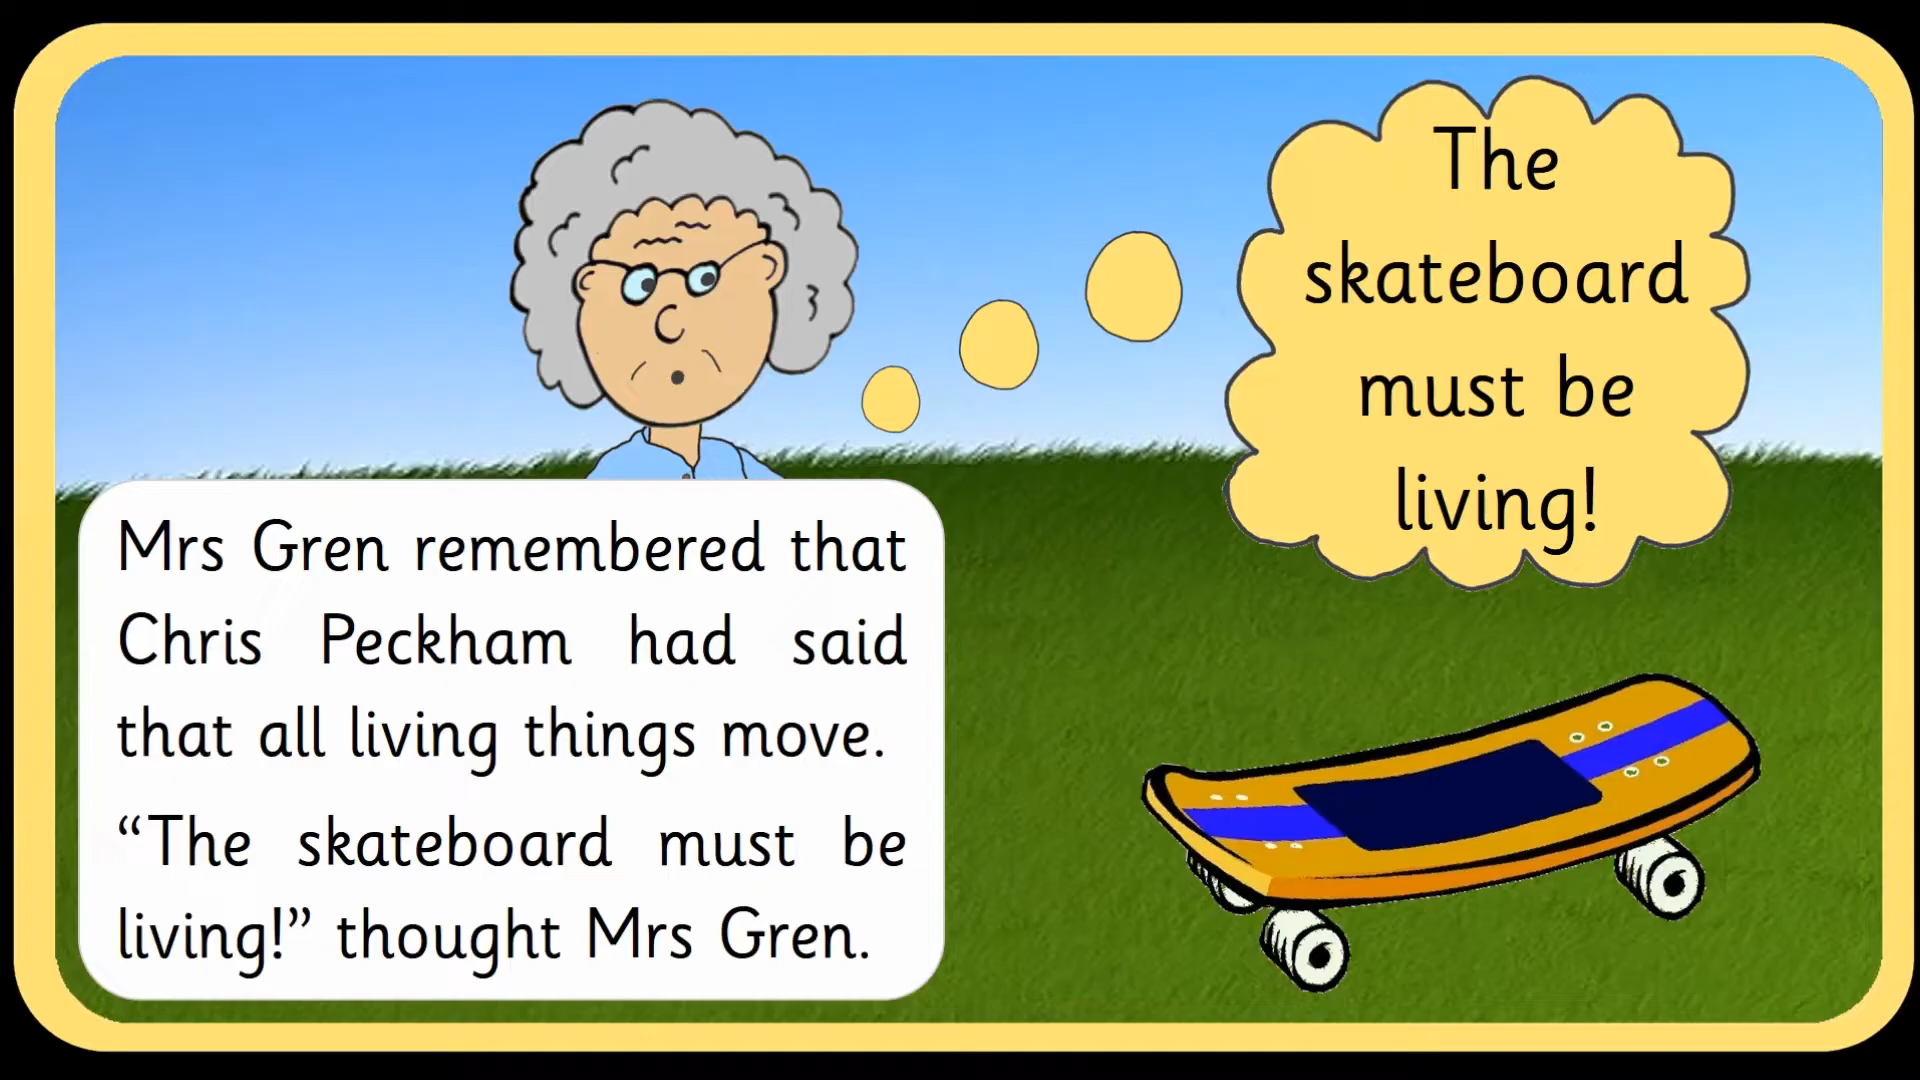 The
skateboard
must be
living!
Mrs Gren remembered that
Chris Peckham had said
that all living things move.
“The skateboard must be
living!” thought Mrs Gren.